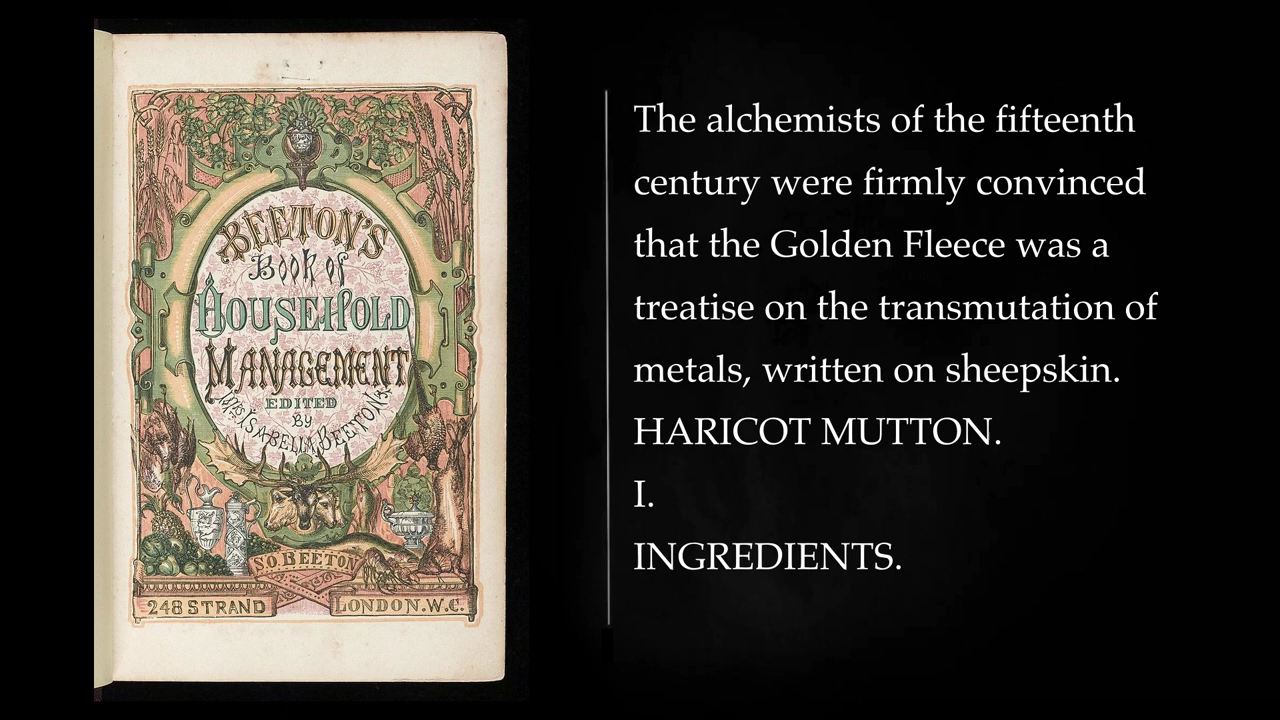 BEETON'S
Book of
HOUSEHOLD
MANAGEMENT
EDITED
BY
MRS ISABELLA BEETON
S.O. BEETON
248 STRAND
LONDON. W.C.
The alchemists of the fifteenth
century were firmly convinced
that the Golden Fleece was a
treatise on the transmutation of
metals, written on sheepskin.
HARICOT MUTTON.
I.
INGREDIENTS.